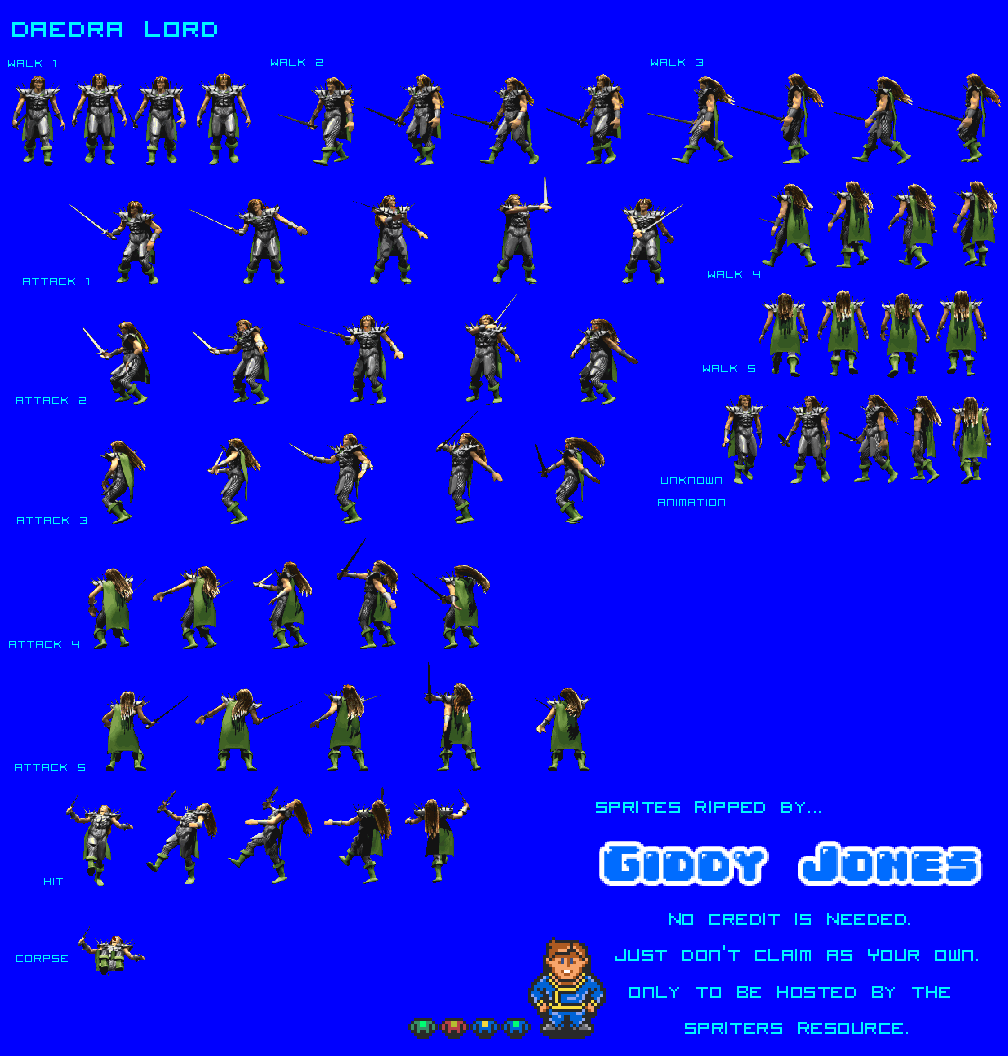 DAEDRA LORD
WALK 1
WALK 2
WALK 3
ATTACK 1
WALK 4
ATTACK 2
WALK 5
ATTACK 3
UNKNOWN
ANIMATION
ATTACK 4
ATTACK 5
HIT
CORPSE
SPRITES RIPPED BY...
GIDDY JONES
NO CREDIT IS NEEDED.
JUST DON'T CLAIM AS YOUR OWN.
ONLY TO BE HOSTED BY THE
SPRITERS RESOURCE.